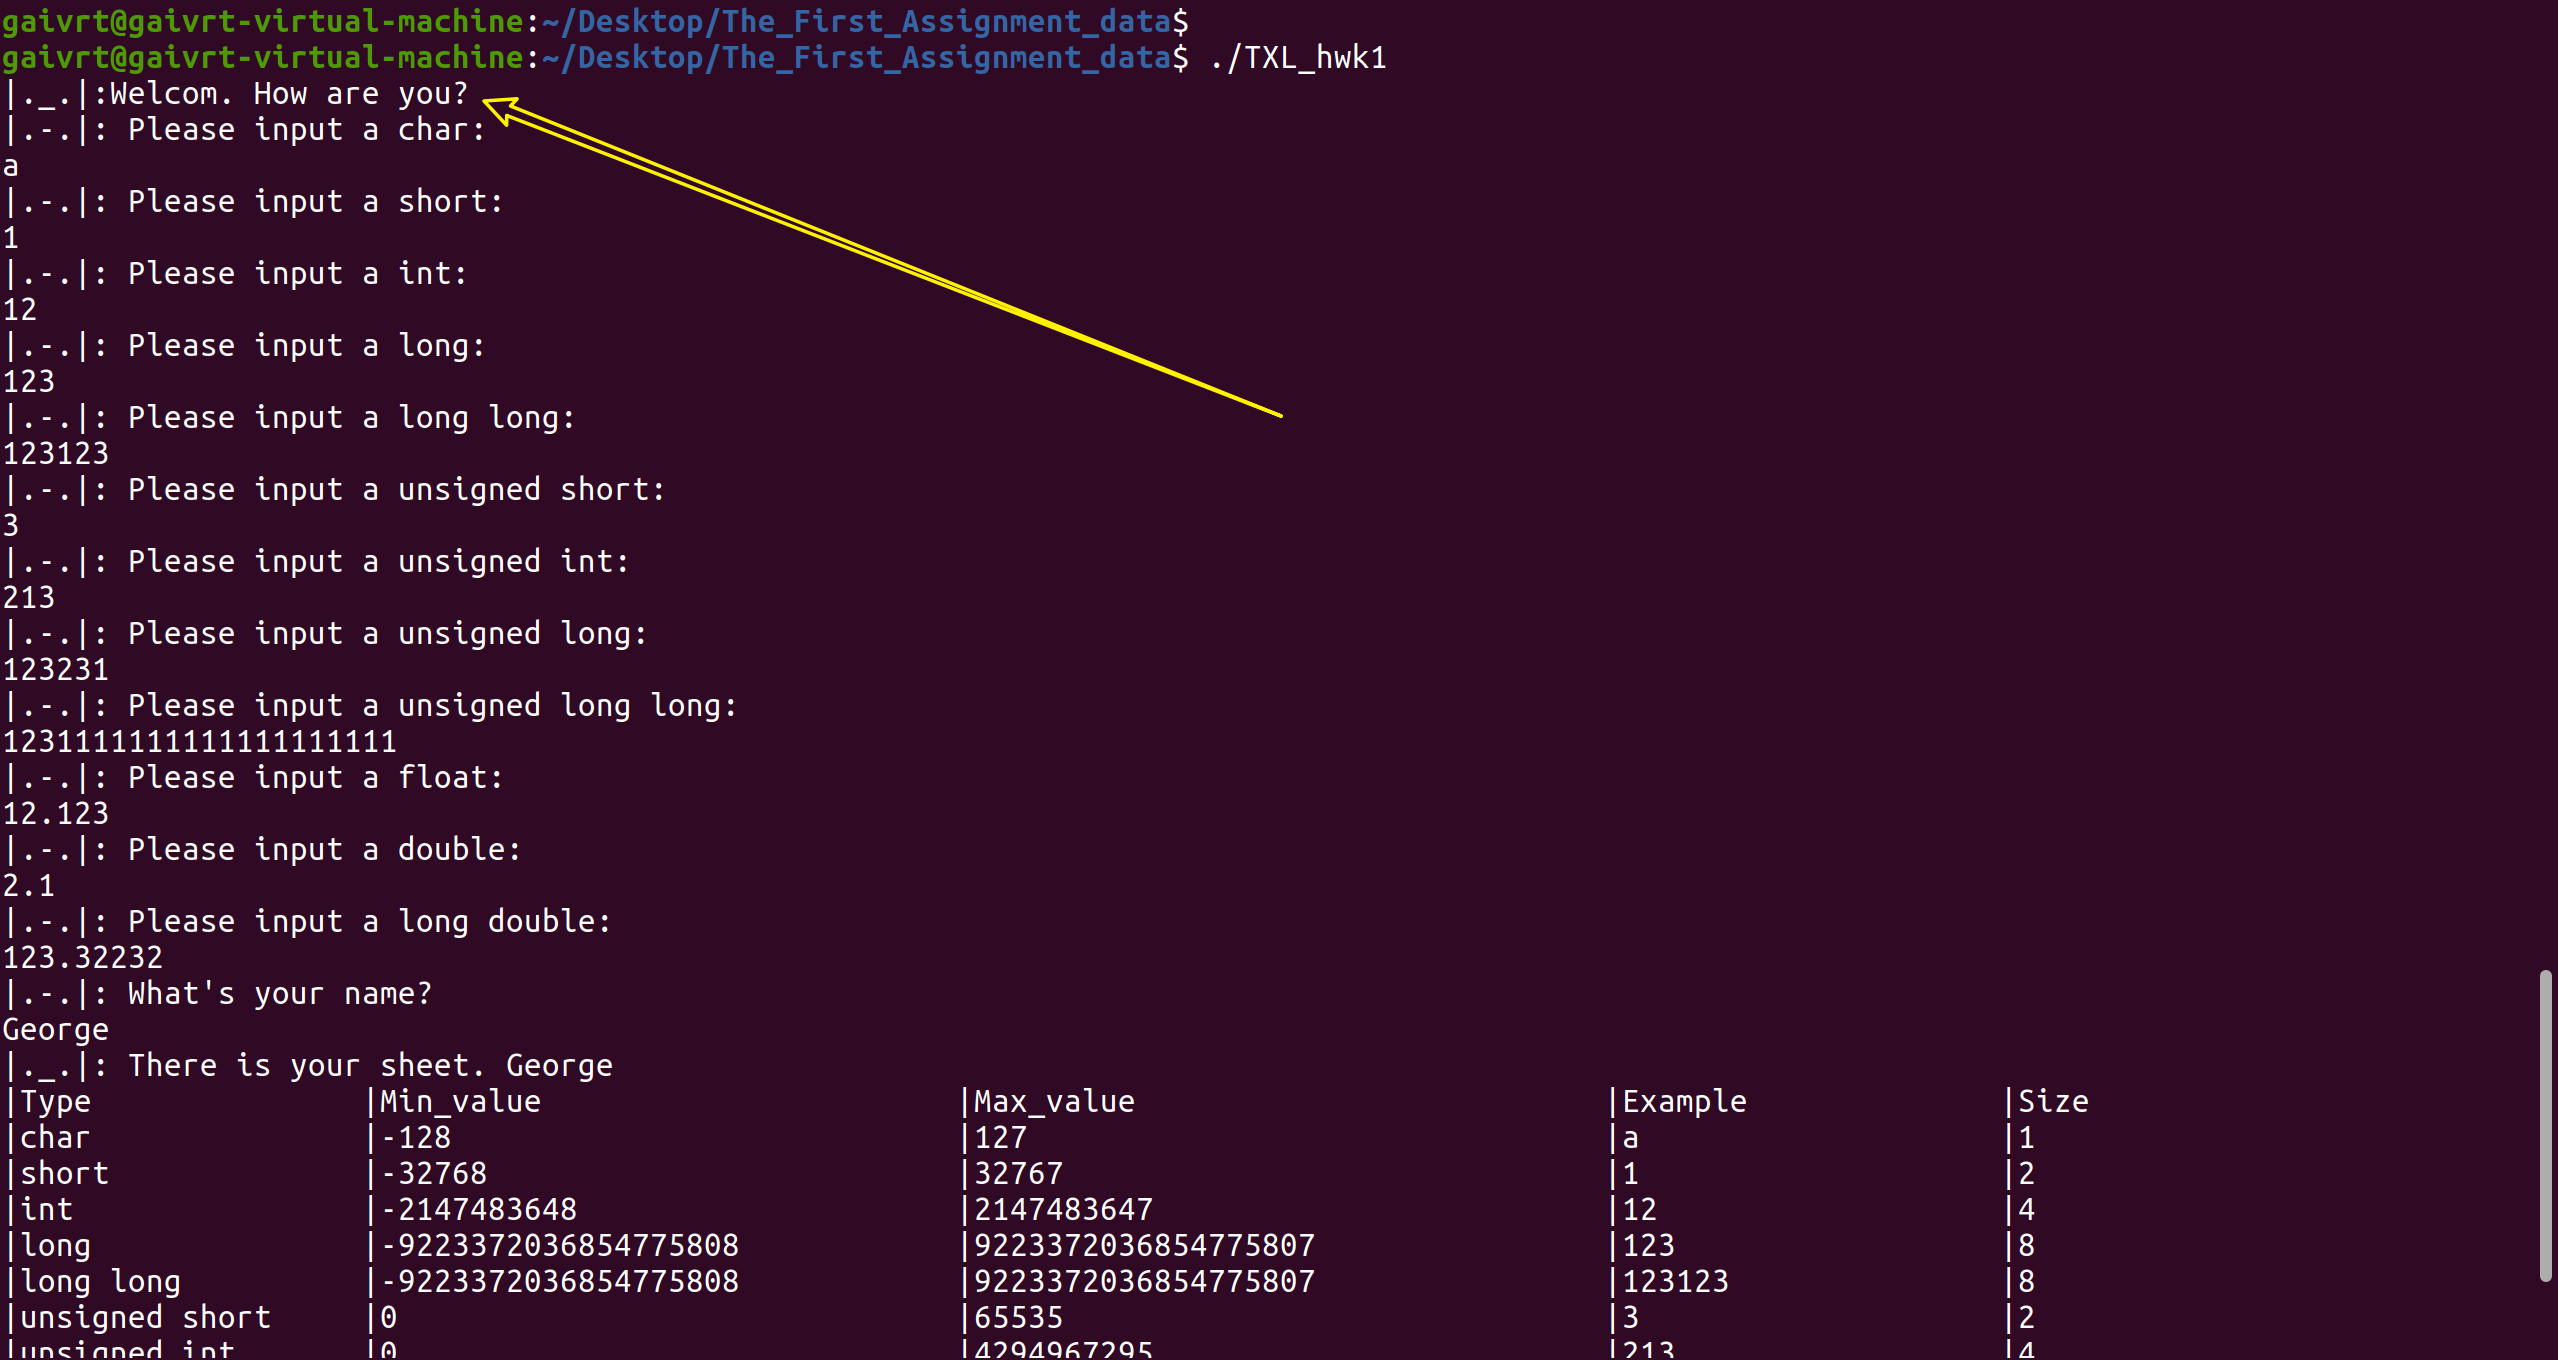 gaivrt@gaivrt-virtual-machine:~/Desktop/The_First_Assignment_data$
gaivrt@gaivrt-virtual-machine:~/Desktop/The_First_Assignment_data$ ./TXL_hwk1
|._.|:Welcom. How are you?
|.-.|: Please input a char:
a
|.-.|: Please input a short:
1
|.-.|: Please input a int:
12
|.-.|: Please input a long:
123
|.-.|: Please input a long long:
123123
|.-.|: Please input a unsigned short:
3
|.-.|: Please input a unsigned int:
213
|.-.|: Please input a unsigned long:
123231
|.-.|: Please input a unsigned long long:
1231111111111111111111
|.-.|: Please input a float:
12.123
|.-.|: Please input a double:
2.1
|.-.|: Please input a long double:
123.32232
|.-.|: What's your name?
George
|._.|: There is your sheet. George
|Type |Min_value |Max_value |Example |Size
|char |-128 |127 |a |1
|short |-32768 |32767 |1 |2
|int |-2147483648 |2147483647 |12 |4
|long |-9223372036854775808 |9223372036854775807 |123 |8
|long long |-9223372036854775808 |9223372036854775807 |123123 |8
|unsigned short |0 |65535 |3 |2
|unsigned int |0 |4294967295 |213 |4